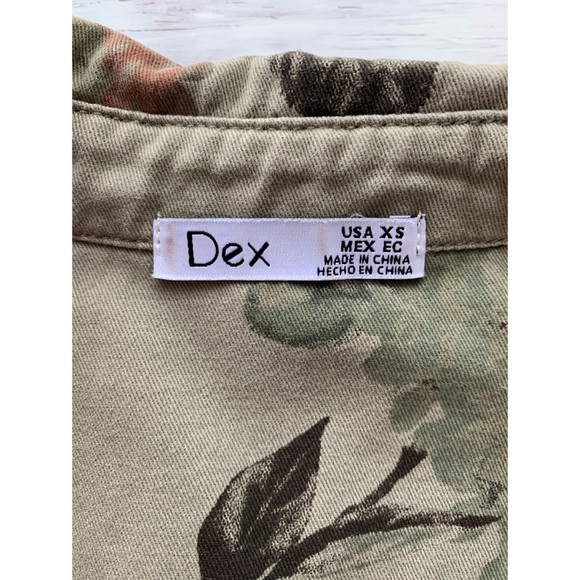 Dex
USA XS
MEX EC
MADE IN CHINA
HECHO EN CHINA